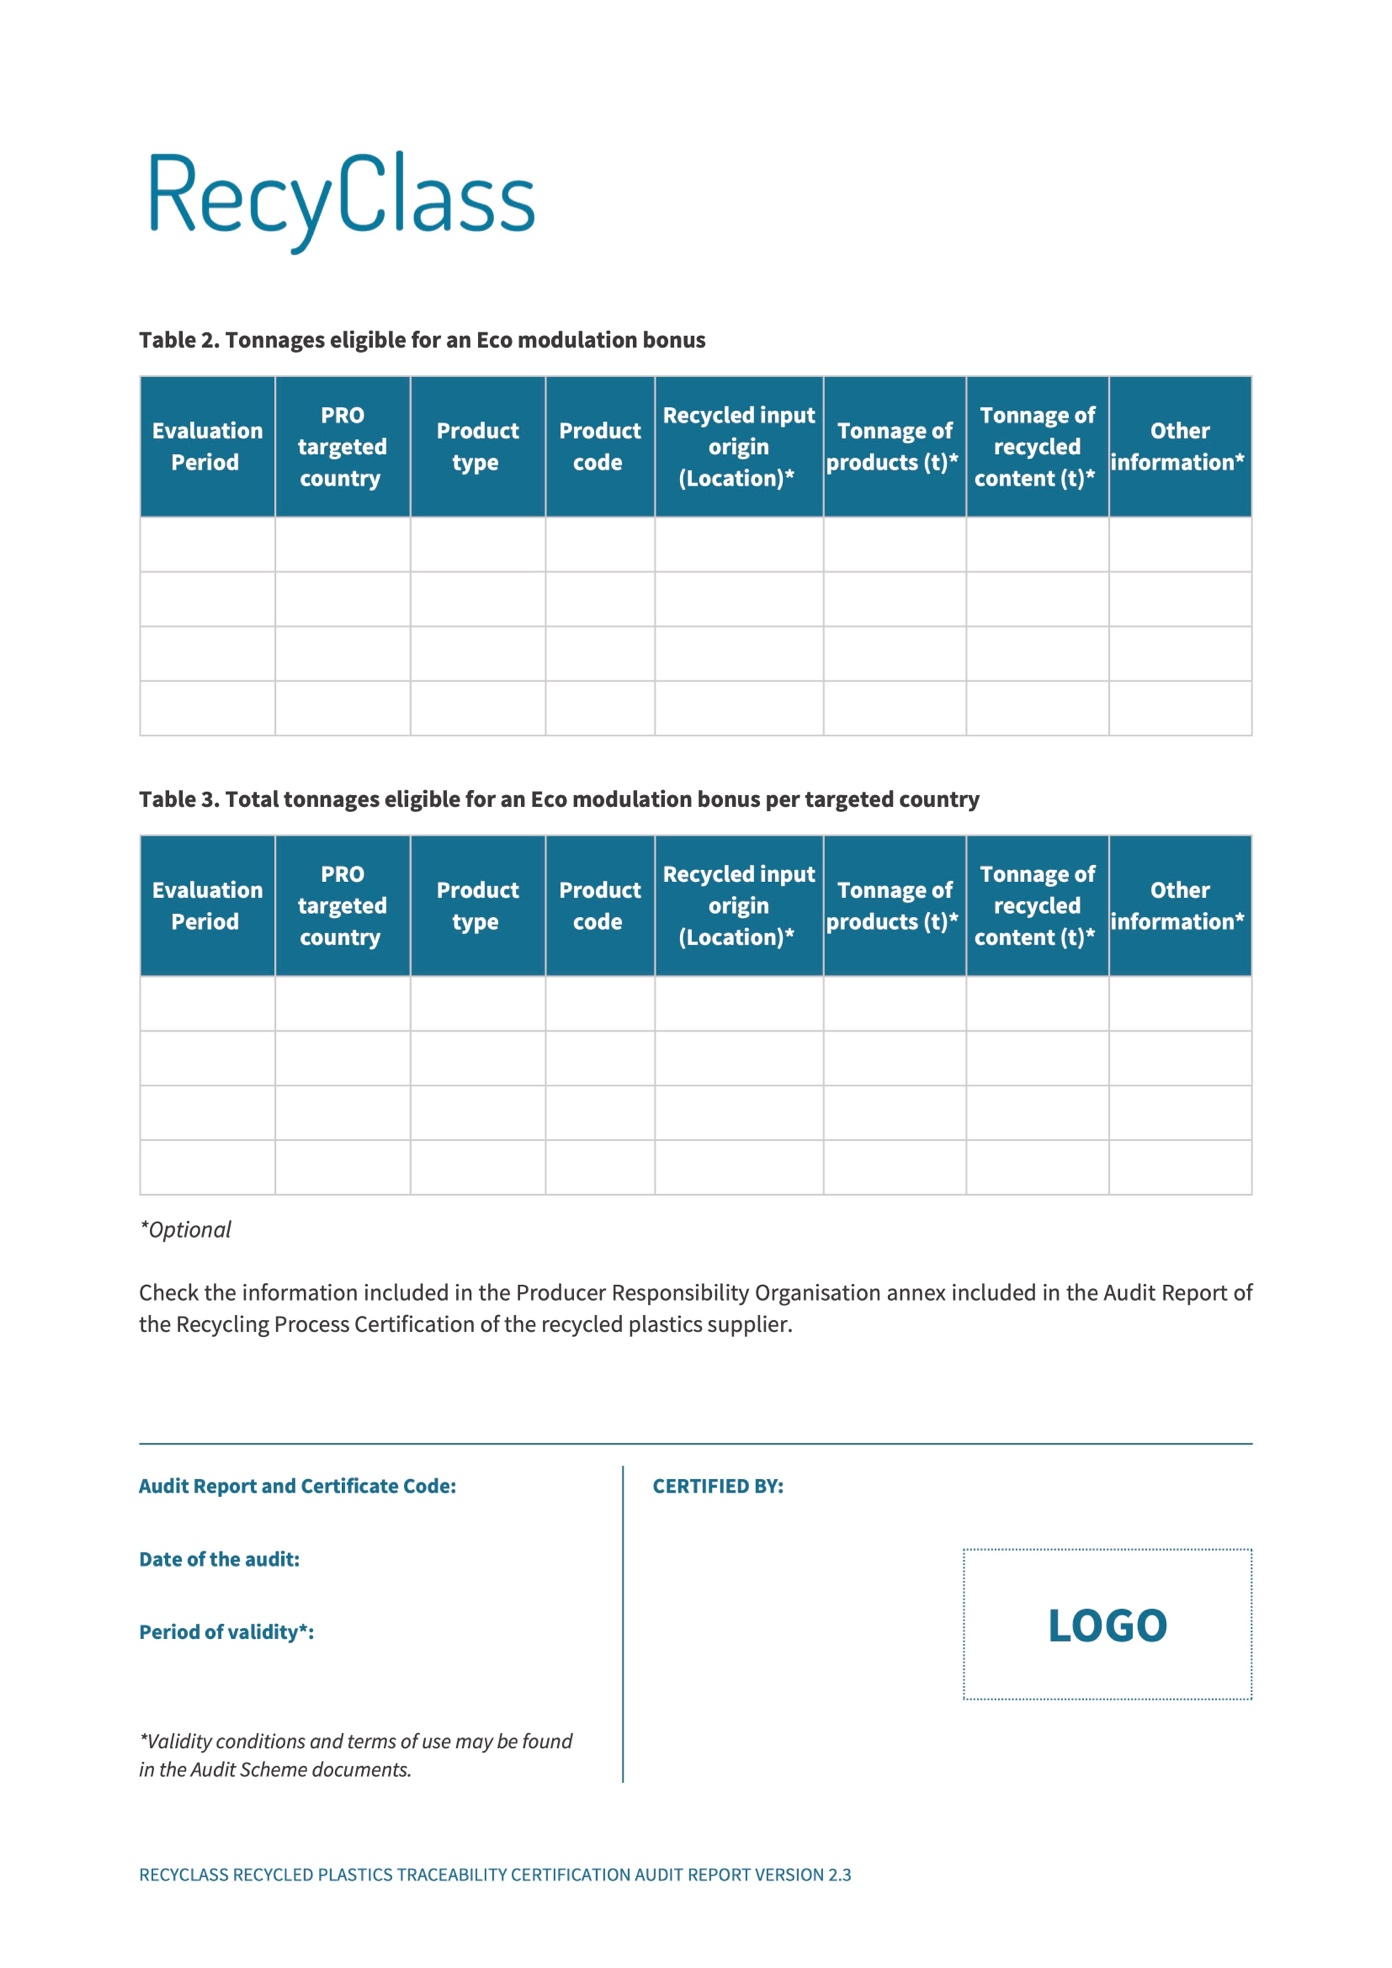 RecyClass
Table 2. Tonnages eligible for an Eco modulation bonus
Evaluation Period
PRO targeted country
Product type
Product code
Recycled input origin (Location)*
Tonnage of products (t)*
Tonnage of recycled content (t)*
Other information*
Table 3. Total tonnages eligible for an Eco modulation bonus per targeted country
Evaluation Period
PRO targeted country
Product type
Product code
Recycled input origin (Location)*
Tonnage of products (t)*
Tonnage of recycled content (t)*
Other information*
*Optional
Check the information included in the Producer Responsibility Organisation annex included in the Audit Report of
the Recycling Process Certification of the recycled plastics supplier.
Audit Report and Certificate Code:
Date of the audit:
Period of validity*:
*Validity conditions and terms of use may be found
in the Audit Scheme documents.
CERTIFIED BY:
LOGO
RECYCLASS RECYCLED PLASTICS TRACEABILITY CERTIFICATION AUDIT REPORT VERSION 2.3